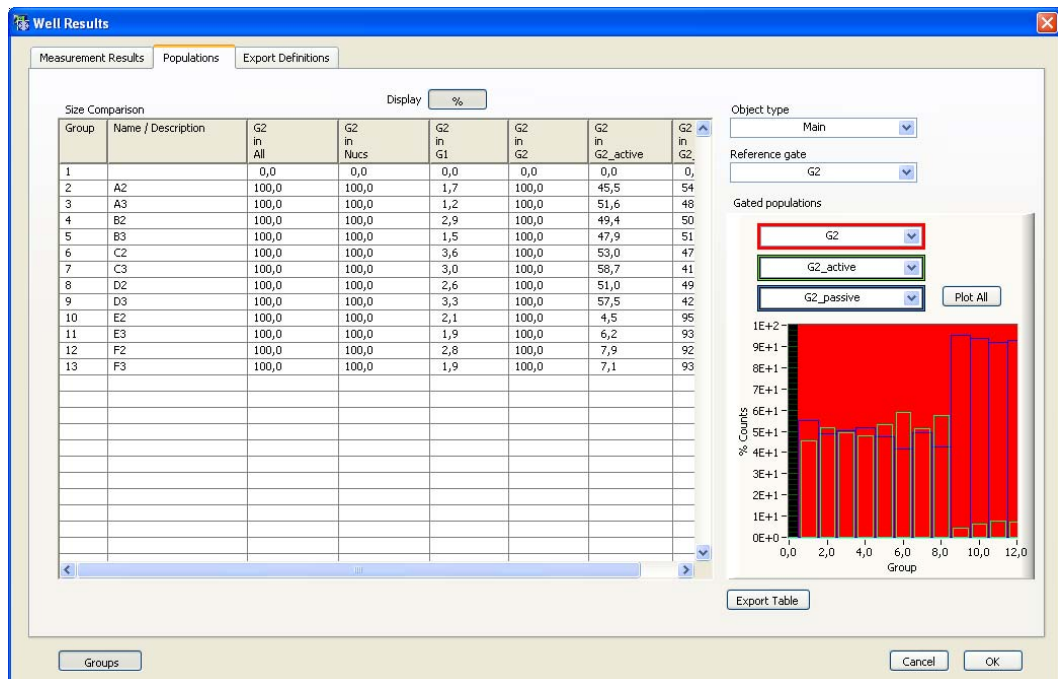 Well Results
Measurement Results Populations Export Definitions
Display %
Size Comparison
Group Name / Description G2 in All G2 in Nucs G2 in G1 G2 in G2 G2 in G2_active G2 in G2_
1 0,0 0,0 0,0 0,0 0,0 0,
2 A2 100,0 100,0 1,7 100,0 45,5 54
3 A3 100,0 100,0 1,2 100,0 51,6 48
4 B2 100,0 100,0 2,9 100,0 49,4 50
5 B3 100,0 100,0 1,5 100,0 47,9 51
6 C2 100,0 100,0 3,6 100,0 53,0 47
7 C3 100,0 100,0 3,0 100,0 58,7 41
8 D2 100,0 100,0 2,6 100,0 51,0 49
9 D3 100,0 100,0 3,3 100,0 57,5 42
10 E2 100,0 100,0 2,1 100,0 4,5 95
11 E3 100,0 100,0 1,9 100,0 6,2 93
12 F2 100,0 100,0 2,8 100,0 7,9 92
13 F3 100,0 100,0 1,9 100,0 7,1 93
Object type
Main
Reference gate
G2
Gated populations
G2
G2_active
G2_passive Plot All
1E+2
9E+1
8E+1
7E+1
6E+1
5E+1
4E+1
3E+1
2E+1
1E+1
0E+0
% Counts
0,0 2,0 4,0 6,0 8,0 10,0 12,0
Group
Export Table
Groups Cancel OK